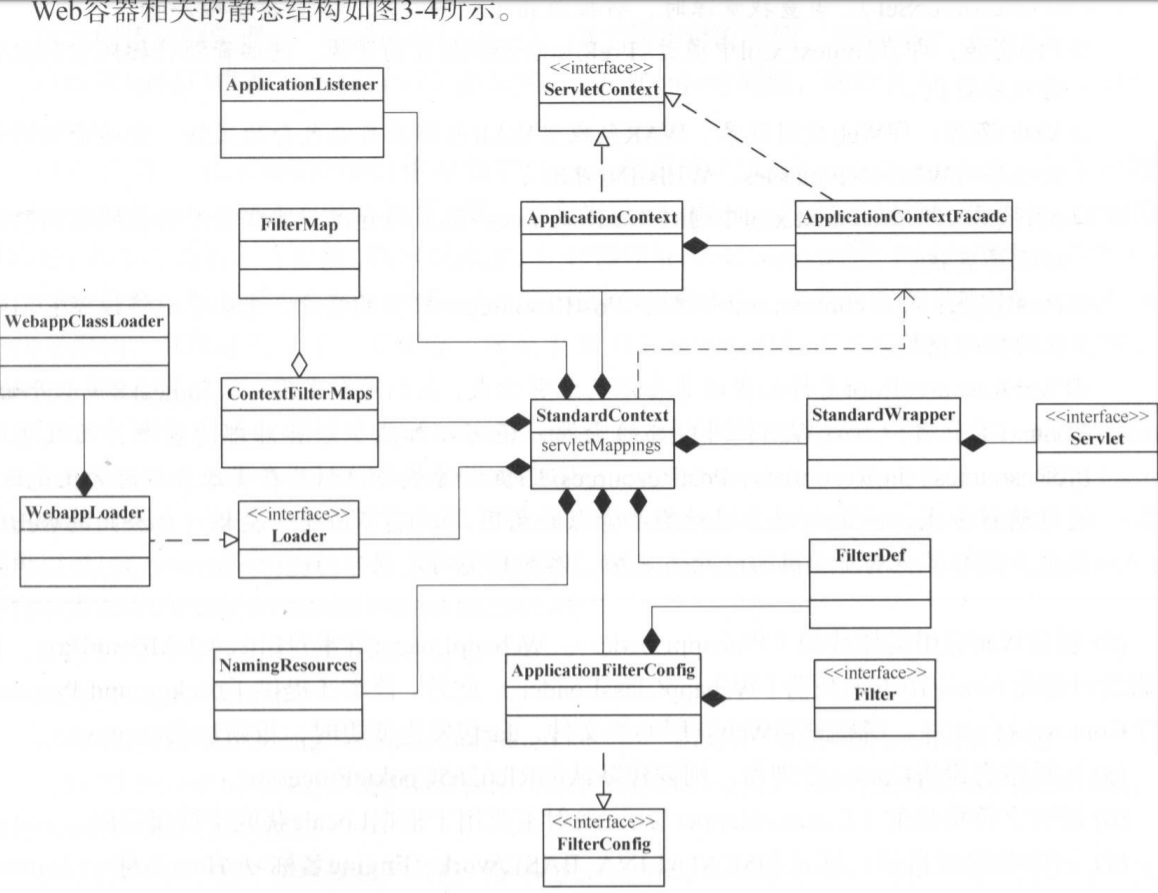 Web容器相关的静态结构如图3-4所示。
ApplicationListener
<<interface>>
ServletContext
FilterMap
ApplicationContext
ApplicationContextFacade
WebappClassLoader
ContextFilterMaps
StandardContext
servletMappings
StandardWrapper
<<interface>>
Servlet
WebappLoader
<<interface>>
Loader
FilterDef
NamingResources
ApplicationFilterConfig
<<interface>>
Filter
<<interface>>
FilterConfig